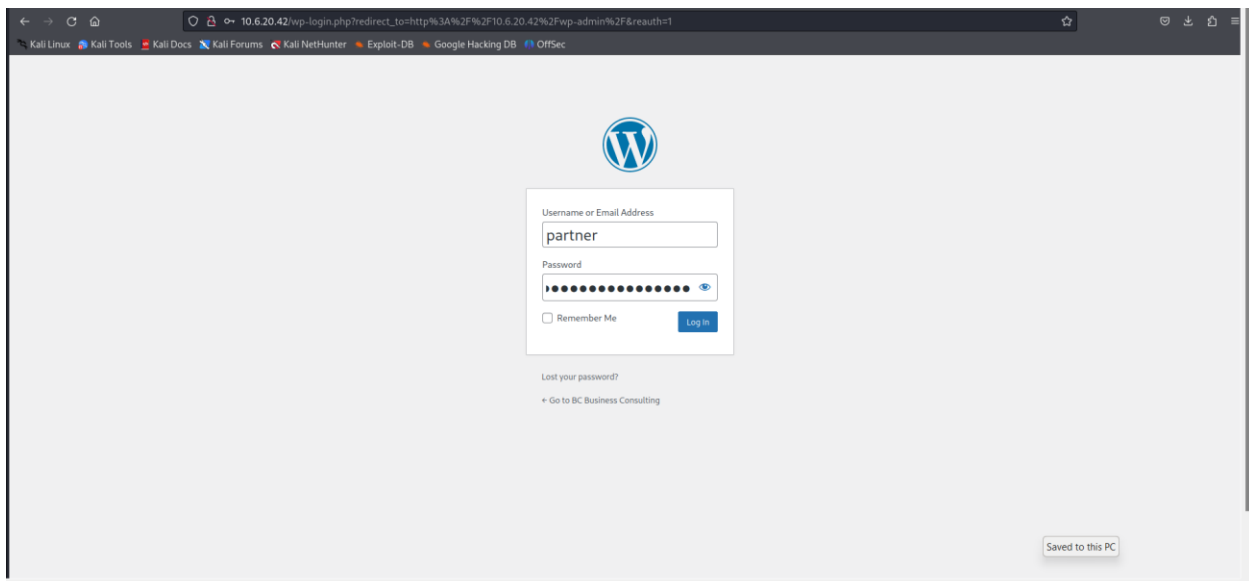 10.6.20.42/wp-login.php?redirect_to=http%3A%2F%2F10.6.20.42%2Fwp-admin%2F&reauth=1
Kali Linux Kali Tools Kali Docs Kali Forums Kali NetHunter Exploit-DB Google Hacking DB OffSec
Username or Email Address
partner
Password
Remember Me
Log In
Lost your password?
← Go to BC Business Consulting
Saved to this PC